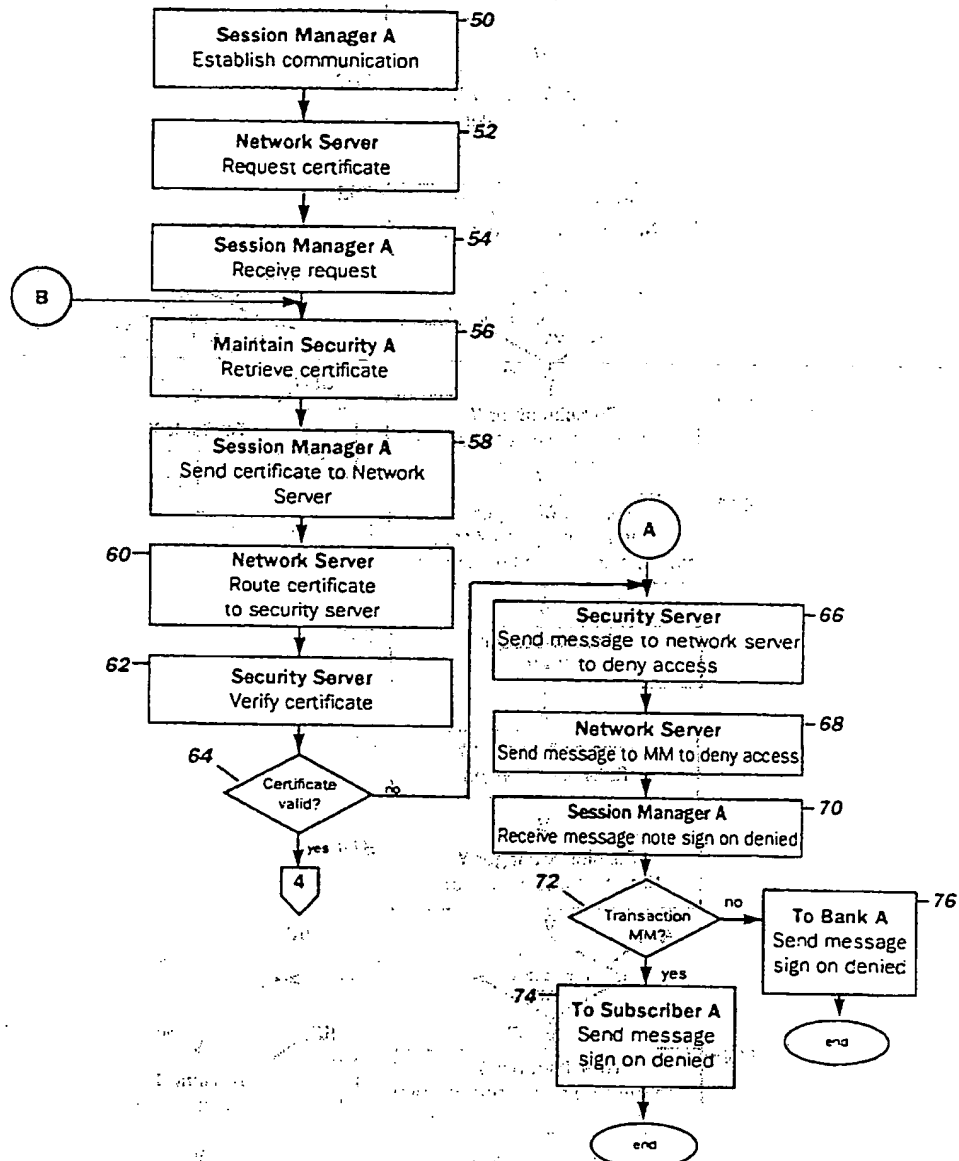 50
Session Manager A
Establish communication
52
Network Server
Request certificate
54
Session Manager A
Receive request
B
56
Maintain Security A
Retrieve certificate
58
Session Manager A
Send certificate to Network
Server
60
Network Server
Route certificate
to security server
62
Security Server
Verify certificate
64
Certificate
valid?
no
yes
4
A
66
Security Server
Send message to network server
to deny access
68
Network Server
Send message to MM to deny access
70
Session Manager A
Receive message note sign on denied
72
Transaction
MM?
no
yes
76
To Bank A
Send message
sign on denied
end
74
To Subscriber A
Send message
sign on denied
end